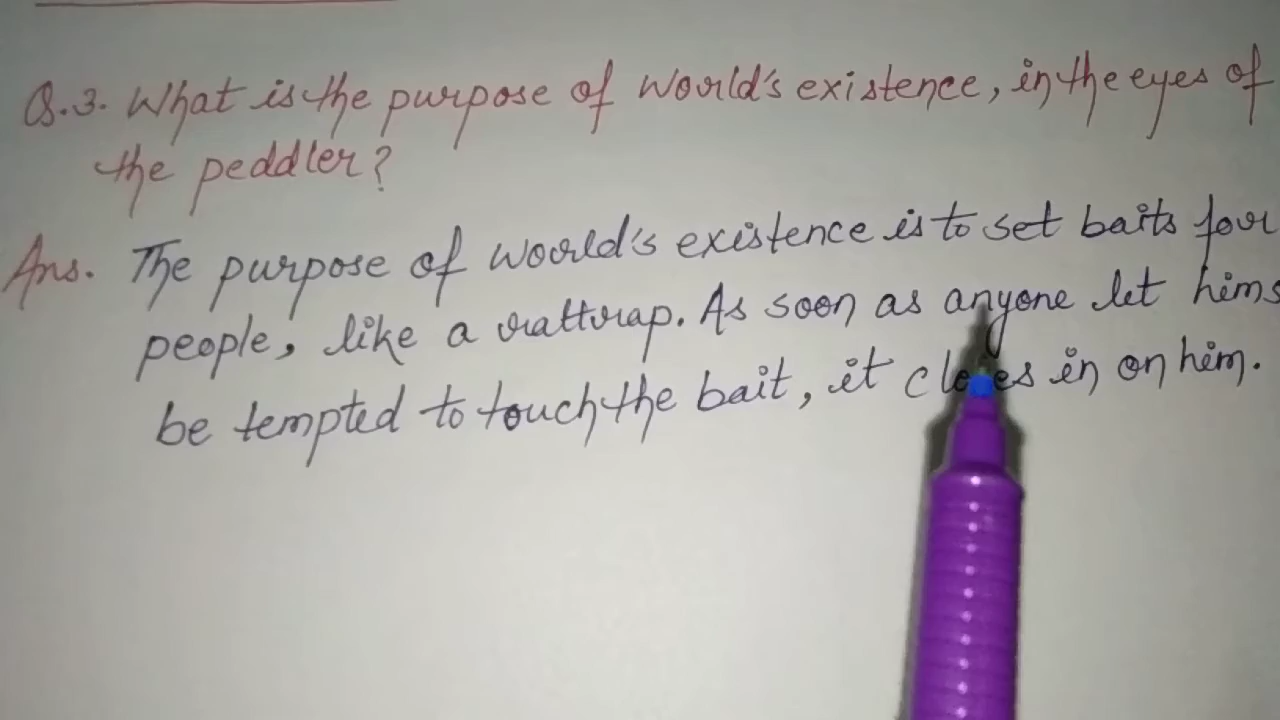 Q.3. What is the purpose of world's existence, in the eyes of
the peddler?
Ans. The purpose of world's existence is to set baits for
people, like a rattrap. As soon as anyone let hims
be tempted to touch the bait, it closes in on him.